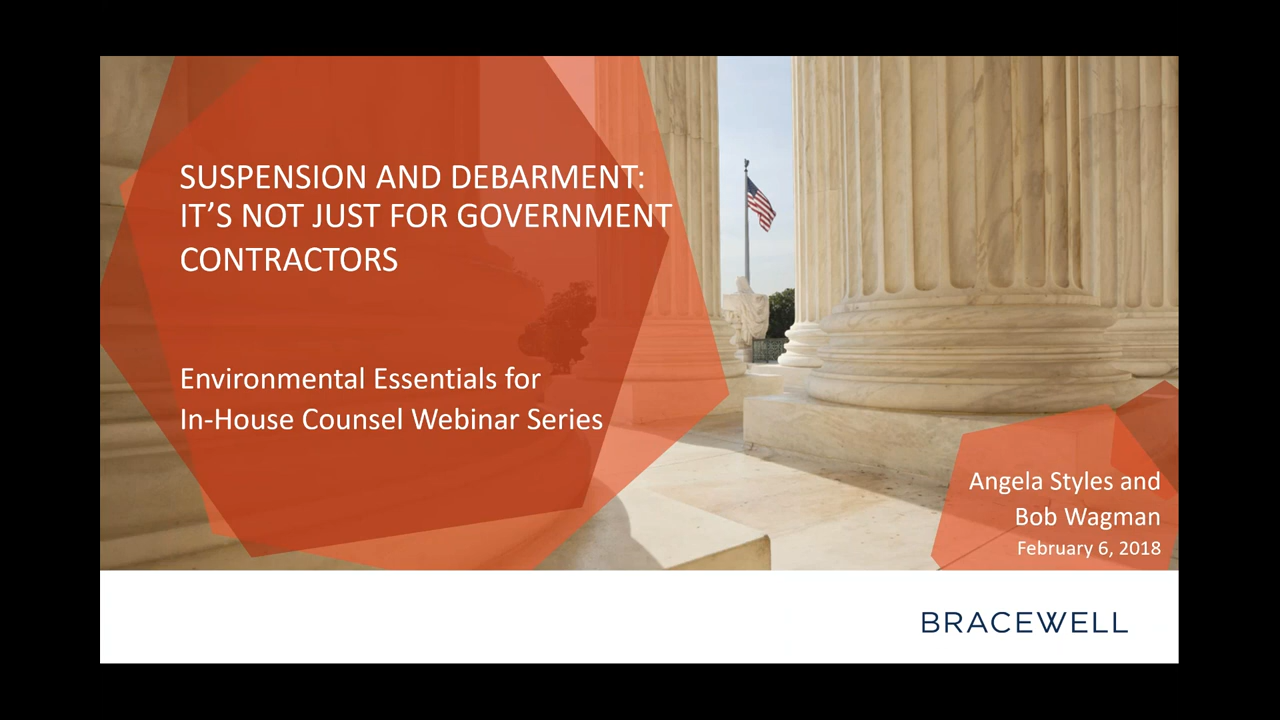 SUSPENSION AND DEBARMENT:
IT’S NOT JUST FOR GOVERNMENT
CONTRACTORS
Environmental Essentials for
In-House Counsel Webinar Series
Angela Styles and
Bob Wagman
February 6, 2018
BRACEWELL